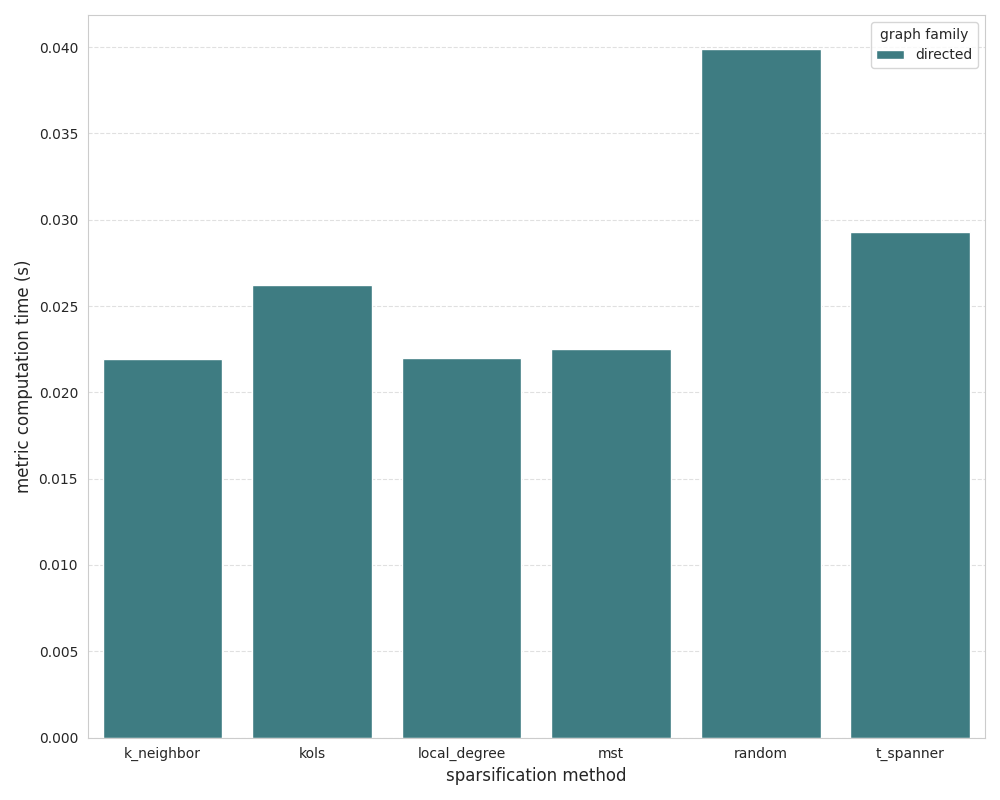 graph family
directed
0.040
0.035
0.030
0.025
0.020
0.015
0.010
0.005
0.000
metric computation time (s)
k_neighbor kols local_degree mst random t_spanner
sparsification method